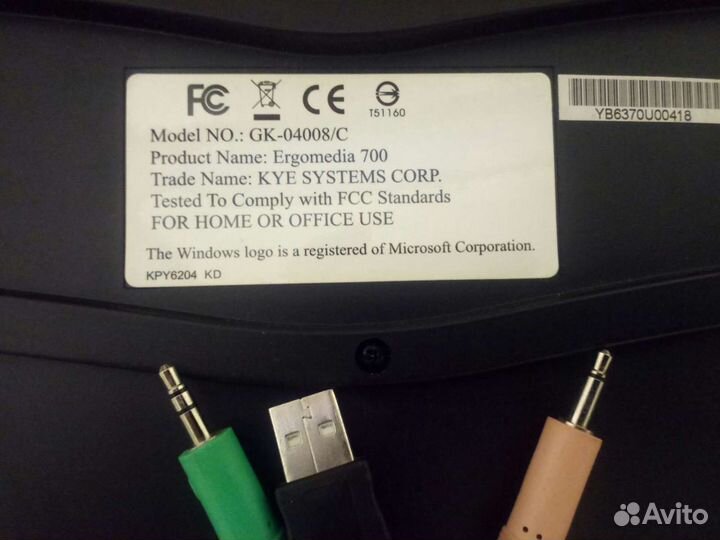 FC CE
T51160
Model NO.: GK-04008/C
Product Name: Ergomedia 700
Trade Name: KYE SYSTEMS CORP.
Tested To Comply with FCC Standards
FOR HOME OR OFFICE USE
The Windows logo is a registered of Microsoft Corporation.
KPY6204 KD
YB6370U00418
Avito